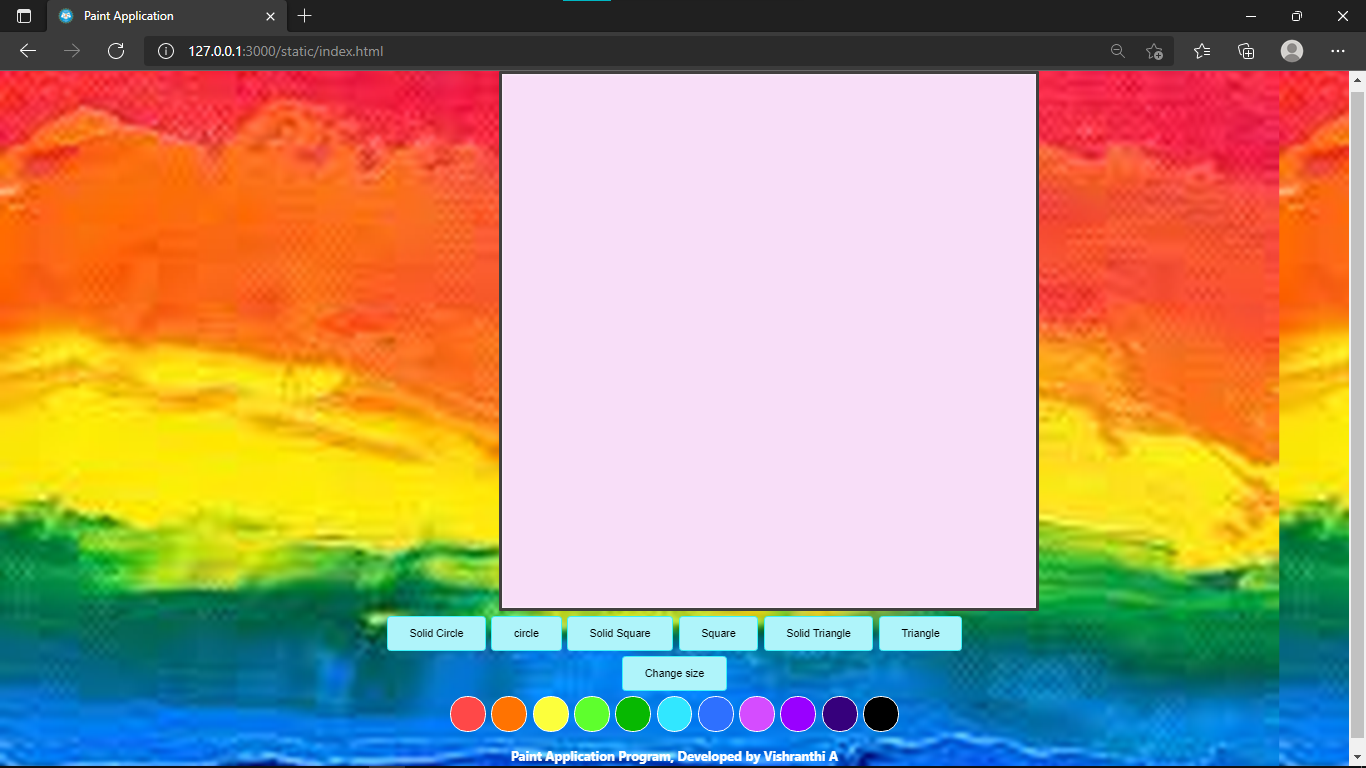 Paint Application
127.0.0.1:3000/static/index.html
Solid Circle circle Solid Square Square Solid Triangle Triangle
Change size
Paint Application Program, Developed by Vishranthi A